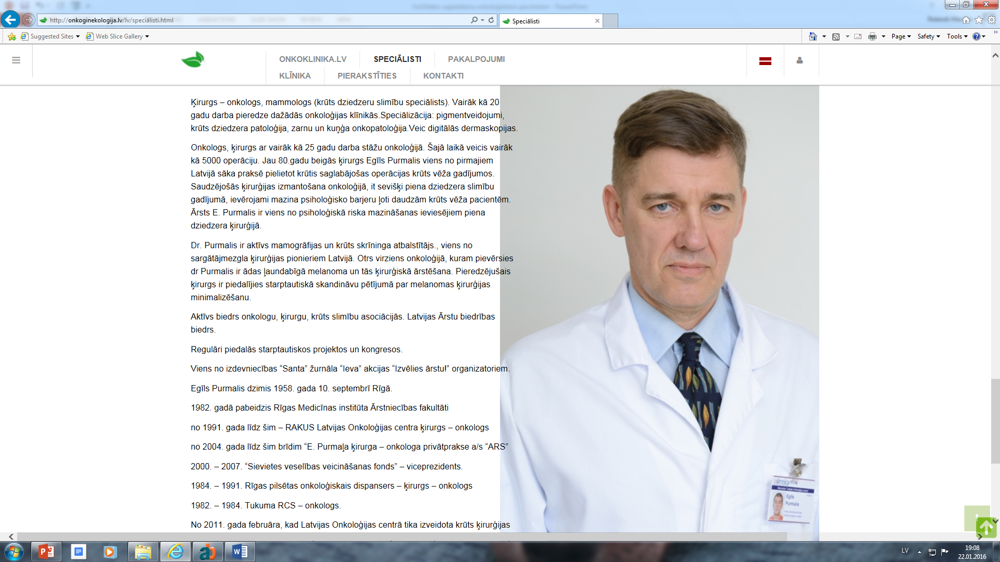 http://onkoginekologija.lv/lv/speciālisti.html
Speciālisti
Suggested Sites
Web Slice Gallery
Page
Safety
Tools
ONKOKLINIKA.LV
SPECIĀLISTI
PAKALPOJUMI
KLĪNIKA
PIERAKSTĪTIES
KONTAKTI
Ķirurgs – onkologs, mammologs (krūts dziedzeru slimību speciālists). Vairāk kā 20
gadu darba pieredze dažādās onkoloģijas klīnikās.Speciālizācija: pigmentveidojumi,
krūts dziedzera patoloģija, zarnu un kuņģa onkopatoloģija.Veic digitālās dermaskopijas.
Onkologs, ķirurgs ar vairāk kā 25 gadu darba stāžu onkoloģijā. Šajā laikā veicis vairāk
kā 5000 operāciju. Jau 80.gadu beigās ķirurgs Egīls Purmalis viens no pirmajiem
Latvijā sāka praksē pielietot krūtis saglabājošas operācijas krūts vēža gadījumos.
Saudzējošās ķirurģijas izmantošana onkoloģijā, it sevišķi piena dziedzera slimību
gadījumā, ievērojami mazina psiholoģisko barjeru ļoti daudzām krūts vēža pacientēm.
Ārsts E. Purmalis ir viens no psiholoģiskā riska mazināšanas ieviesējiem piena
dziedzera ķirurģijā.
Dr. Purmalis ir aktīvs mamogrāfijas un krūts skrīninga atbalstītājs., viens no
sargātājmezgla ķirurģijas pionieriem Latvijā. Otrs virziens onkoloģijā, kuram pievērsies
dr Purmalis ir ādas ļaundabīgā melanoma un tās ķirurģiskā ārstēšana. Pieredzējušais
ķirurgs ir piedalījies starptautiskā skandināvu pētījumā par melanomas ķirurģijas
minimalizēšanu.
Aktīvs biedrs onkologu, ķirurgu, krūts slimību asociācijās. Latvijas Ārstu biedrības
biedrs.
Regulāri piedalās starptautiskos projektos un kongresos.
Viens no izdevniecības “Santa” žurnāla “Ieva” akcijas “Izvēlies ārstu!” organizatoriem.
Egīls Purmalis dzimis 1958. gada 10. septembrī Rīgā.
1982. gadā pabeidzis Rīgas Medicīnas institūta Ārstniecības fakultāti
no 1991. gada līdz šim – RAKUS Latvijas Onkoloģijas centra ķirurgs – onkologs
no 2004. gada līdz šim brīdim “E. Purmaļa ķirurga – onkologa privātprakse a/s “ARS”
2000. – 2007. “Sievietes veselības veicināšanas fonds” – viceprezidents.
1984. – 1991. Rīgas pilsētas onkoloģiskais dispansers – ķirurgs – onkologs
1982. – 1984. Tukuma RCS – onkologs.
No 2011. gada februāra, kad Latvijas Onkoloģijas centrā tika izveidota krūts ķirurģijas
Egīls
Purmalis
LV
19:08
22.01.2016